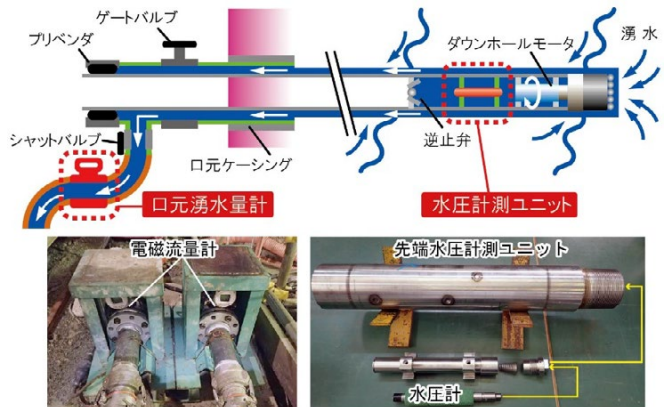 ゲートバルブ
プリベンダ
ダウンホールモータ
湧水
シャットバルブ
口元ケーシング
逆止弁
口元湧水量計
水圧計測ユニット
電磁流量計
先端水圧計測ユニット
水圧計